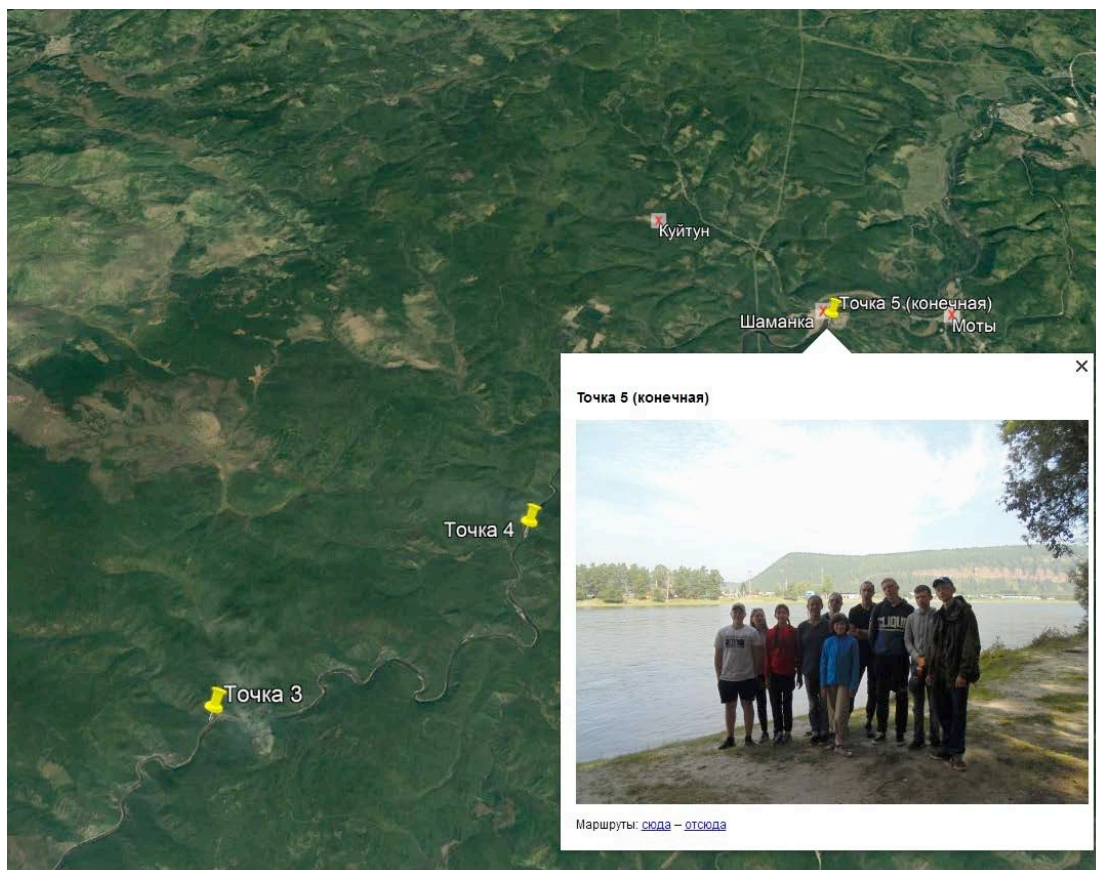 Куйтун
Точка 5 (конечная)
Шаманка
Моты
Точка 5 (конечная)
Точка 4
Точка 3
Маршруты: сюда – отсюда